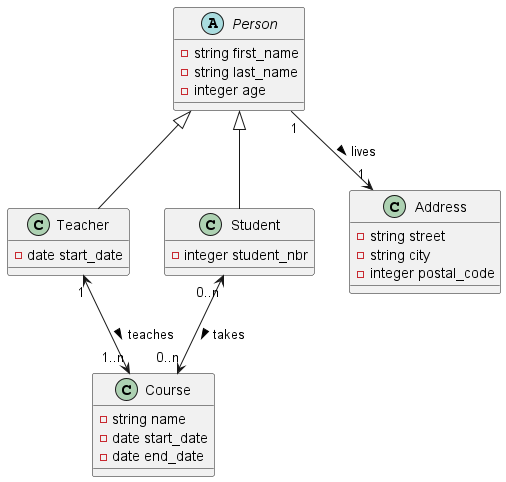 A Person
string first_name
string last_name
integer age
1
lives
1
C Teacher
date start_date
C Student
integer student_nbr
C Address
string street
string city
integer postal_code
1
0..n
teaches
takes
1..n
0..n
C Course
string name
date start_date
date end_date